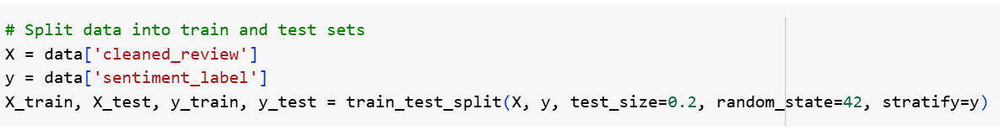 # Split data into train and test sets
X = data['cleaned_review']
y = data['sentiment_label']
X_train, X_test, y_train, y_test = train_test_split(X, y, test_size=0.2, random_state=42, stratify=y)